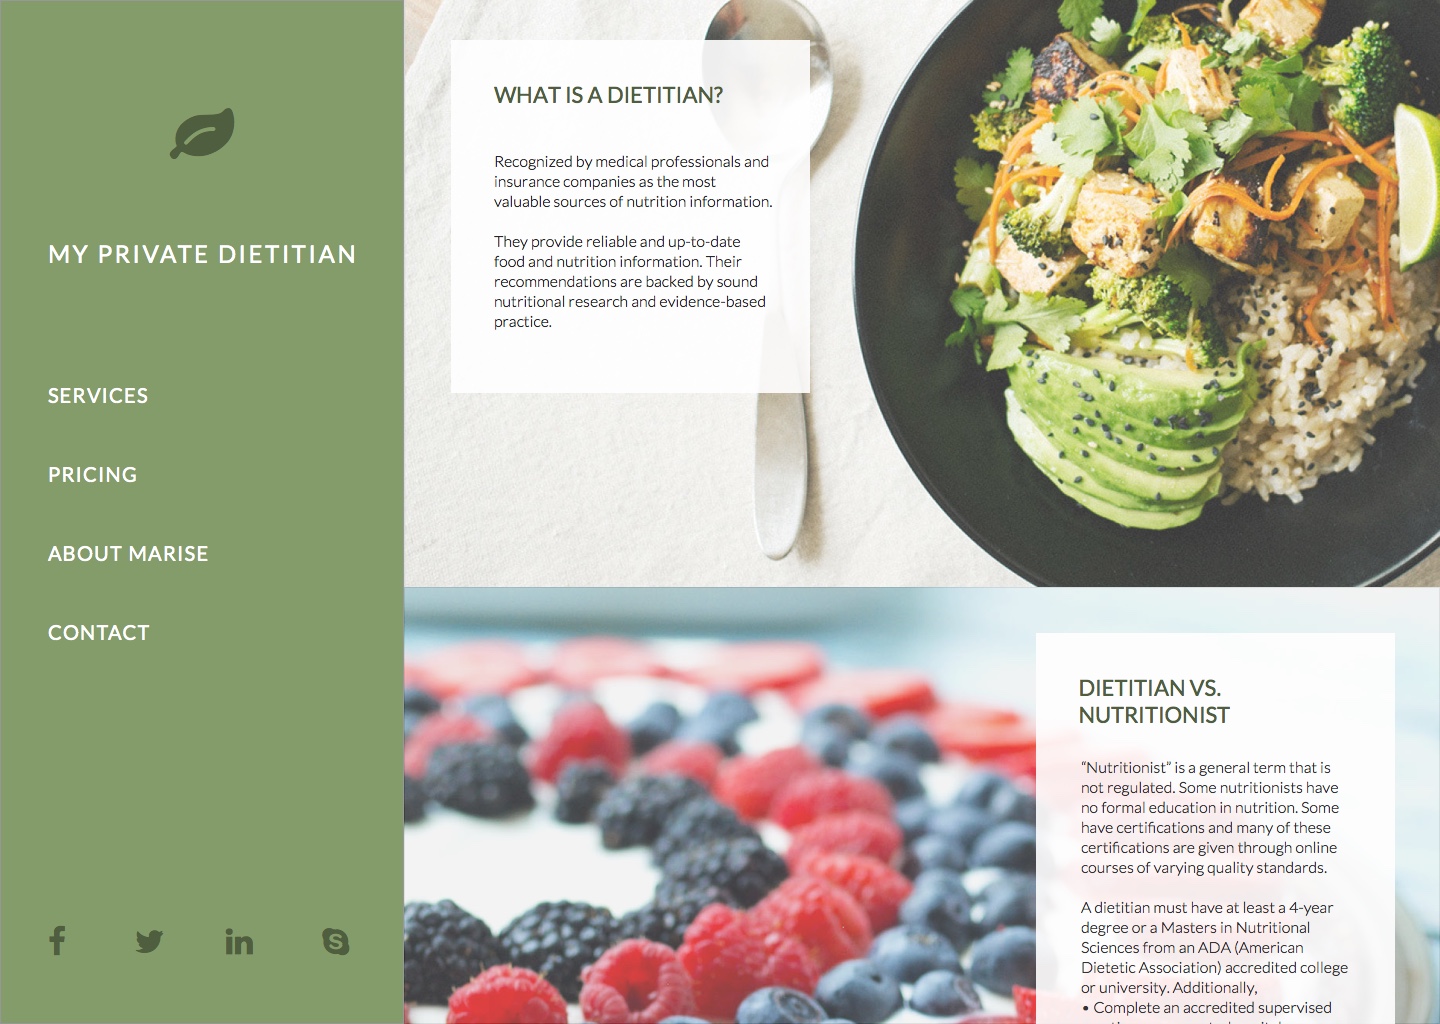 MY PRIVATE DIETITIAN
SERVICES
PRICING
ABOUT MARISE
CONTACT
WHAT IS A DIETITIAN?
Recognized by medical professionals and
insurance companies as the most
valuable sources of nutrition information.
They provide reliable and up-to-date
food and nutrition information. Their
recommendations are backed by sound
nutritional research and evidence-based
practice.
DIETITIAN VS.
NUTRITIONIST
“Nutritionist” is a general term that is
not regulated. Some nutritionists have
no formal education in nutrition. Some
have certifications and many of these
certifications are given through online
courses of varying quality standards.
A dietitian must have at least a 4-year
degree or a Masters in Nutritional
Sciences from an ADA (American
Dietetic Association) accredited college
or university. Additionally,
• Complete an accredited supervised